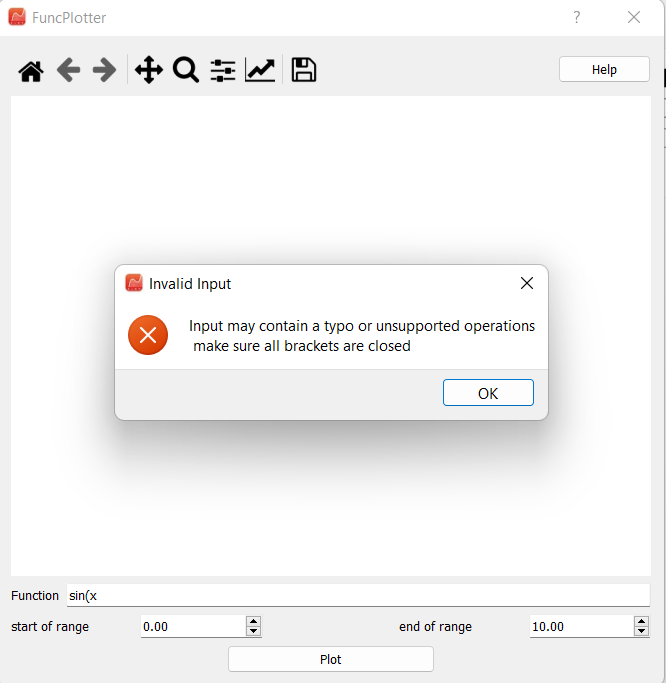 FuncPlotter
?
Help
Invalid Input
Input may contain a typo or unsupported operations
make sure all brackets are closed
OK
Function sin(x
start of range 0.00 end of range 10.00
Plot